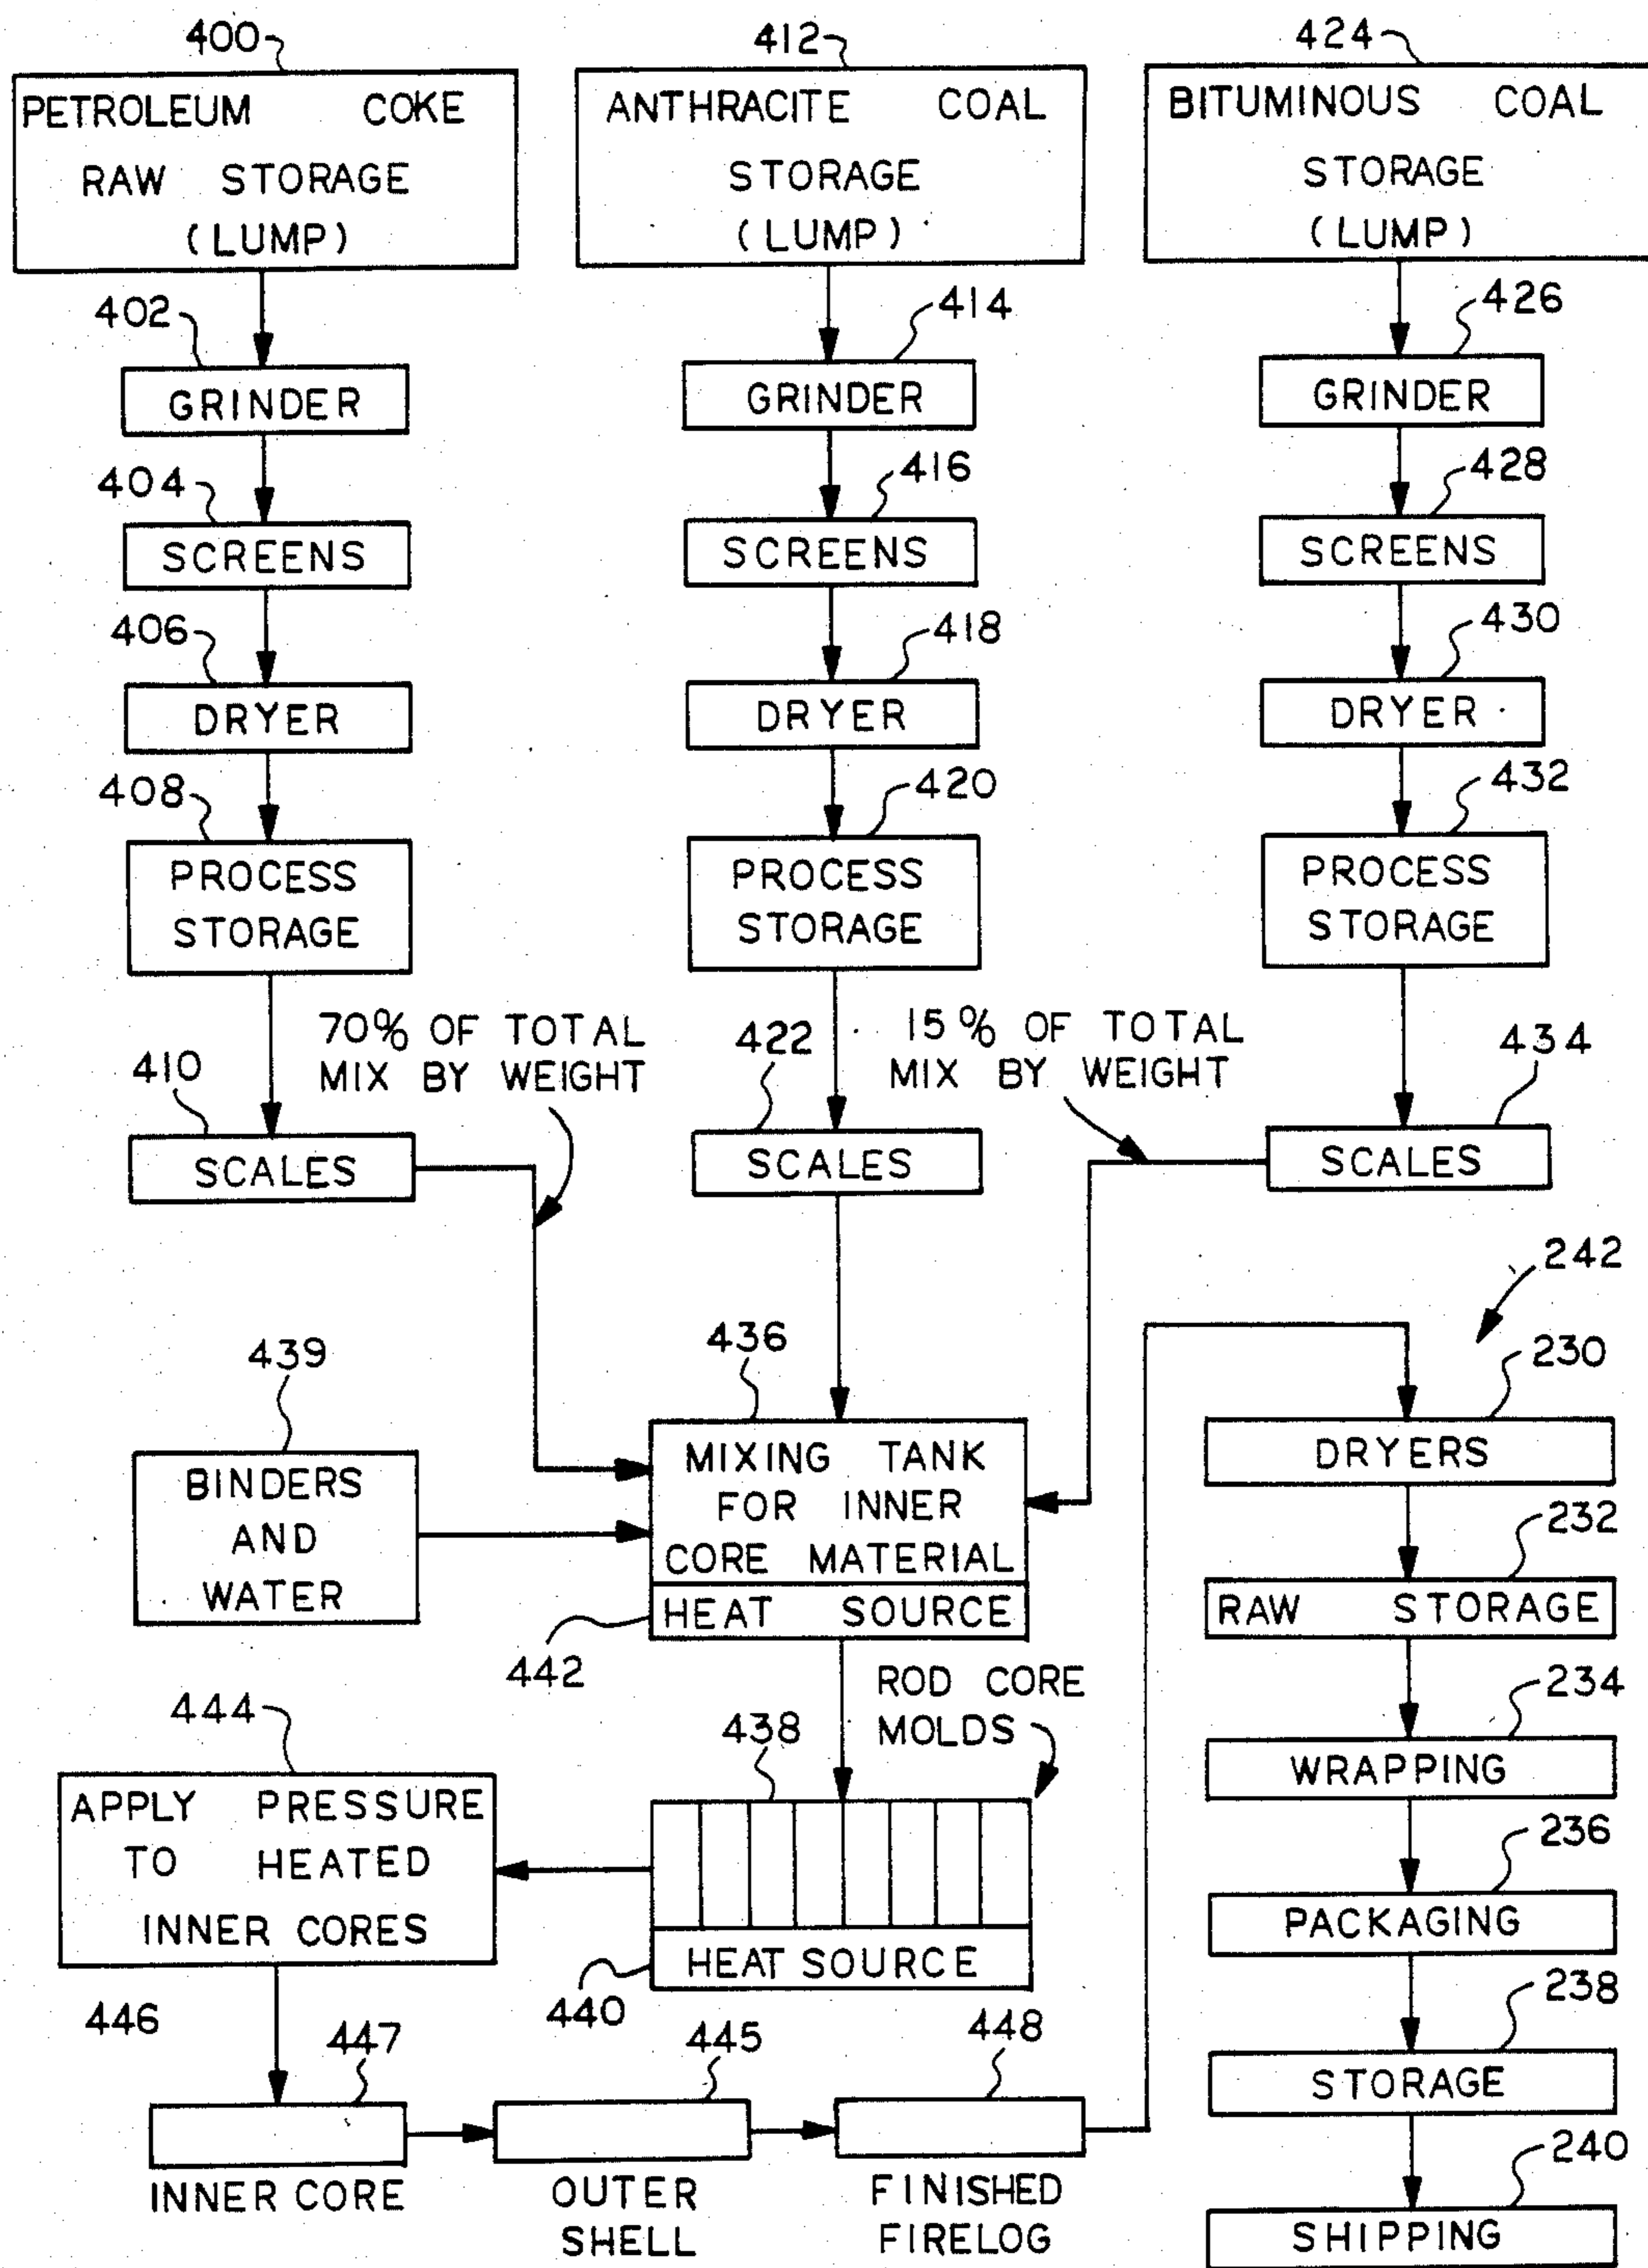 400
PETROLEUM COKE
RAW STORAGE
(LUMP)
412
ANTHRACITE COAL
STORAGE
(LUMP)
424
BITUMINOUS COAL
STORAGE
(LUMP)
402
GRINDER
414
GRINDER
426
GRINDER
404
SCREENS
416
SCREENS
428
SCREENS
406
DRYER
418
DRYER
430
DRYER
408
PROCESS
STORAGE
420
PROCESS
STORAGE
432
PROCESS
STORAGE
70% OF TOTAL
MIX BY WEIGHT
15% OF TOTAL
MIX BY WEIGHT
410
SCALES
422
SCALES
434
SCALES
439
BINDERS
AND
WATER
436
MIXING TANK
FOR INNER
CORE MATERIAL
HEAT SOURCE
442
ROD CORE
MOLDS
438
HEAT SOURCE
440
444
APPLY PRESSURE
TO HEATED
INNER CORES
446
447
INNER CORE
445
OUTER
SHELL
448
FINISHED
FIRELOG
242
230
DRYERS
232
RAW STORAGE
234
WRAPPING
236
PACKAGING
238
STORAGE
240
SHIPPING